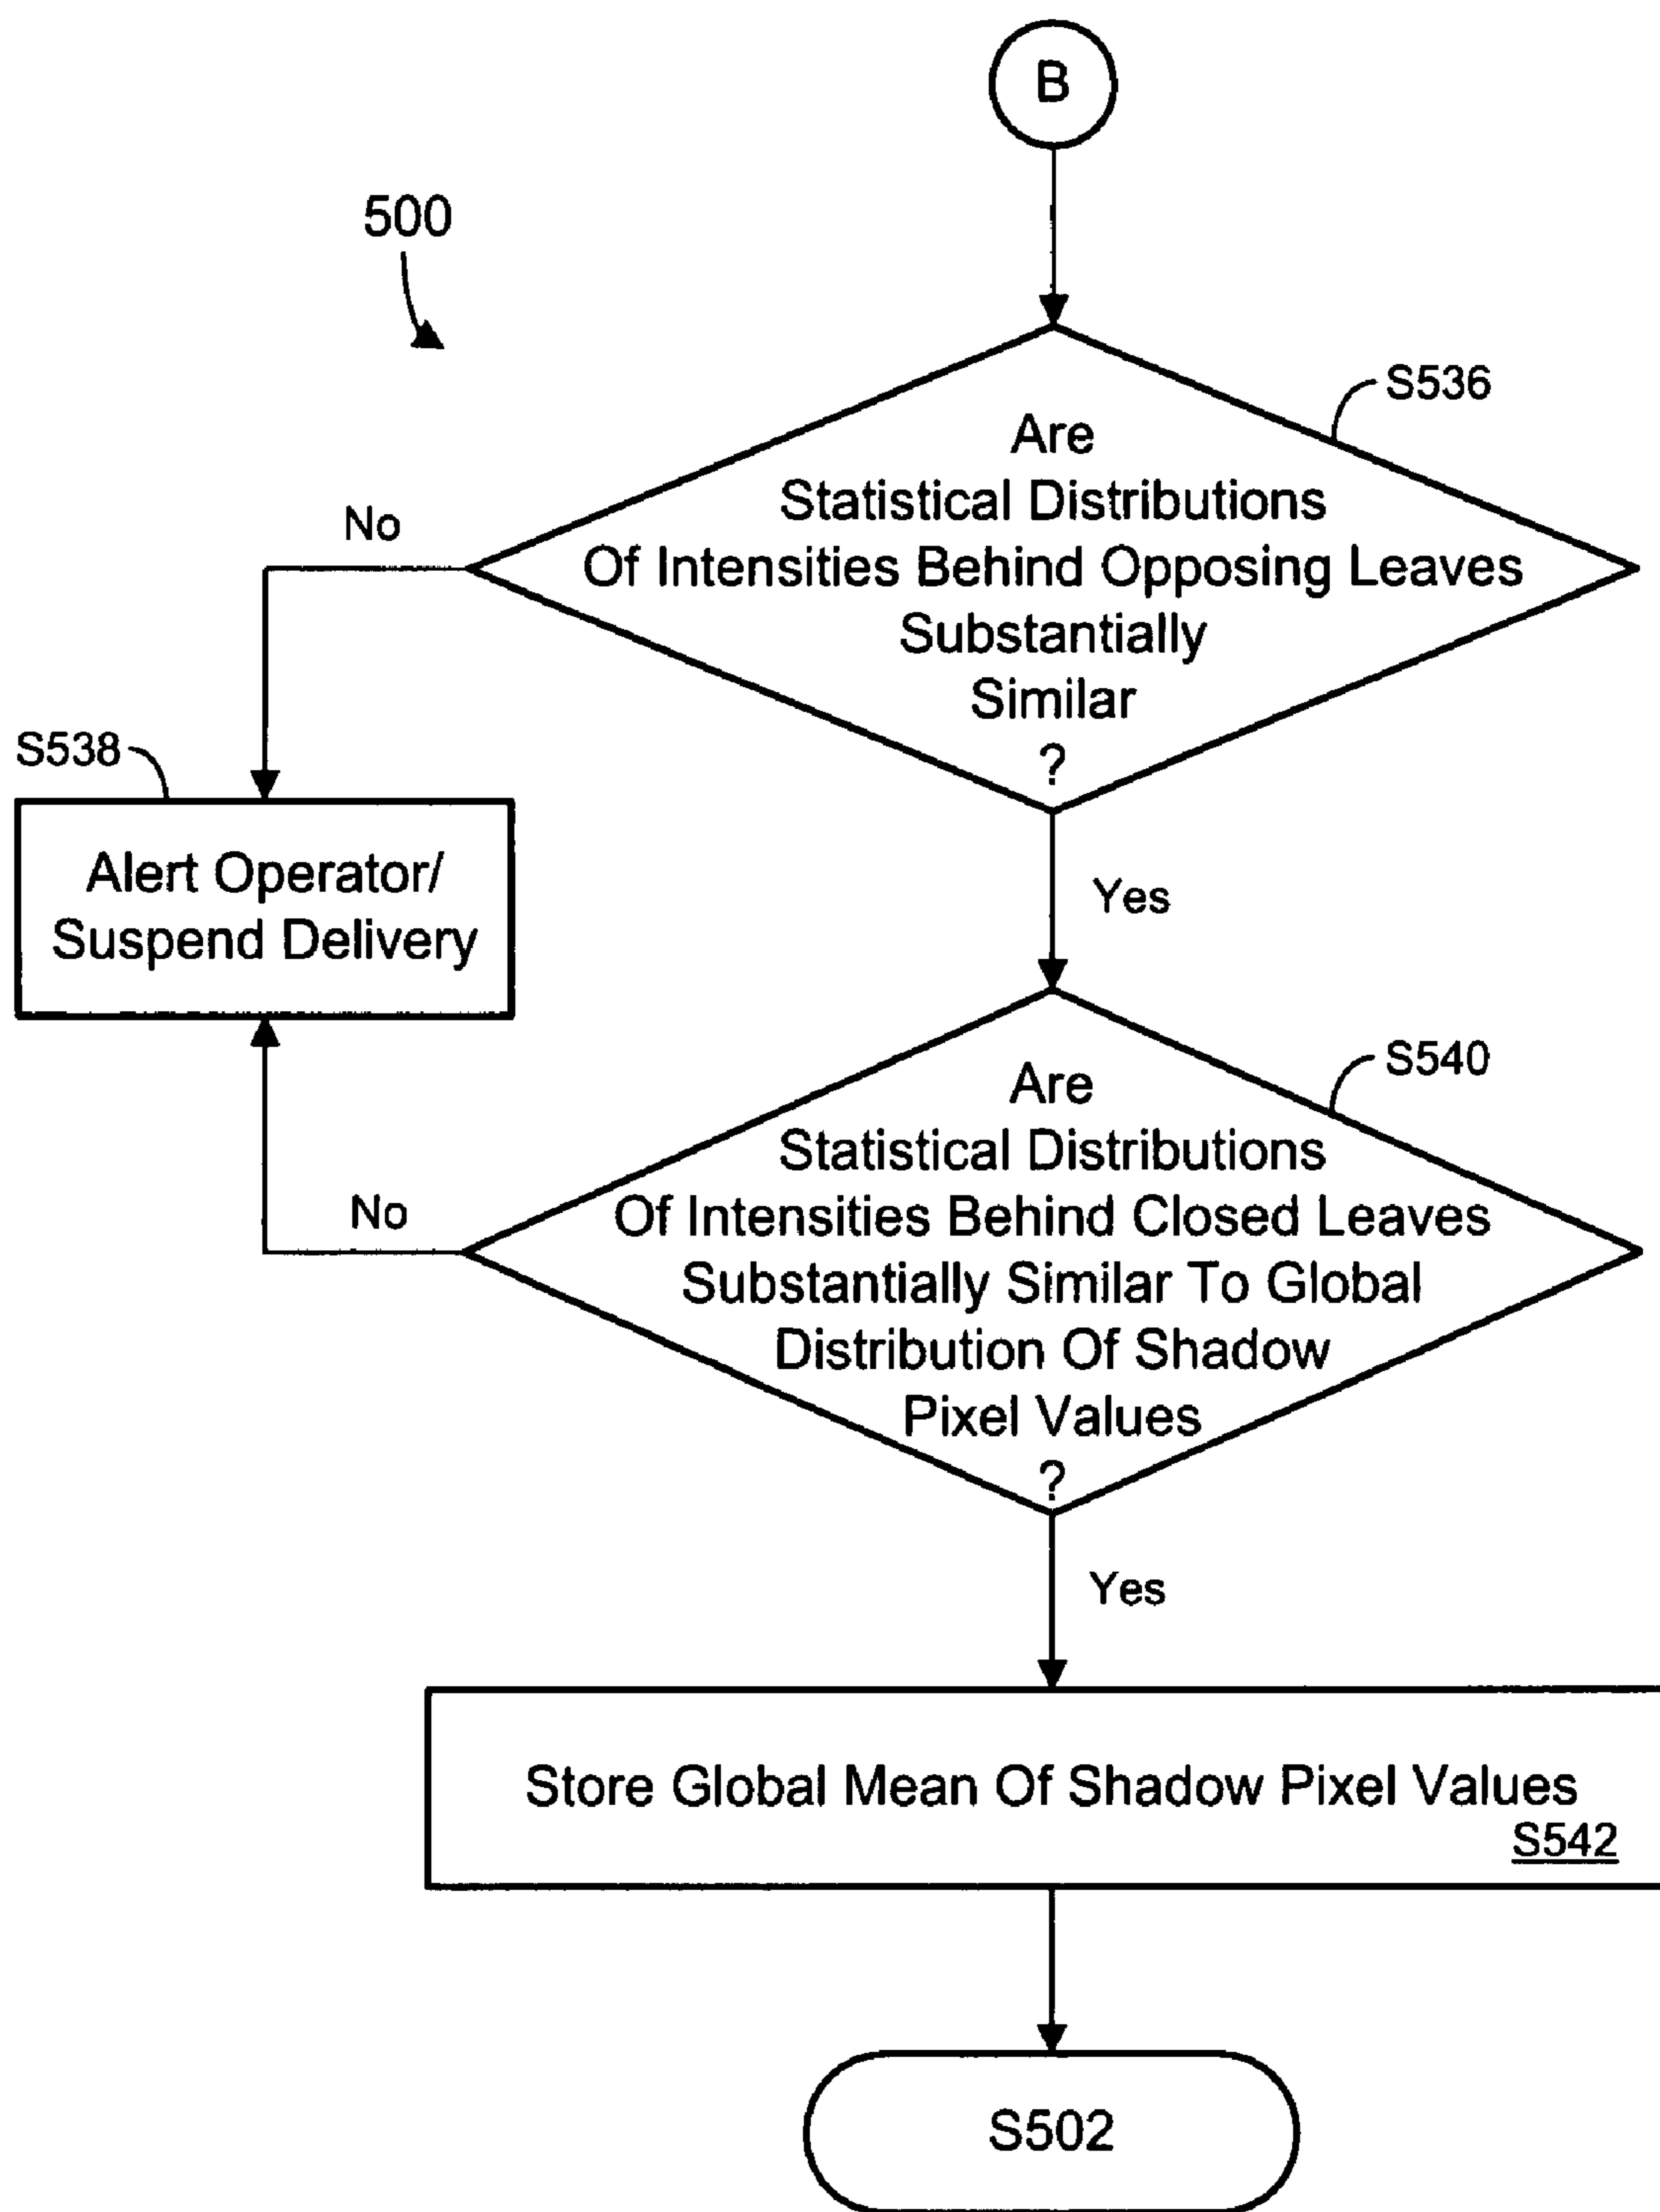 B
500
S536
Are
Statistical Distributions
Of Intensities Behind Opposing Leaves
Substantially
Similar
?
No
S538
Alert Operator/
Suspend Delivery
Yes
S540
Are
Statistical Distributions
Of Intensities Behind Closed Leaves
Substantially Similar To Global
Distribution Of Shadow
Pixel Values
?
No
Yes
Store Global Mean Of Shadow Pixel Values
S542
S502